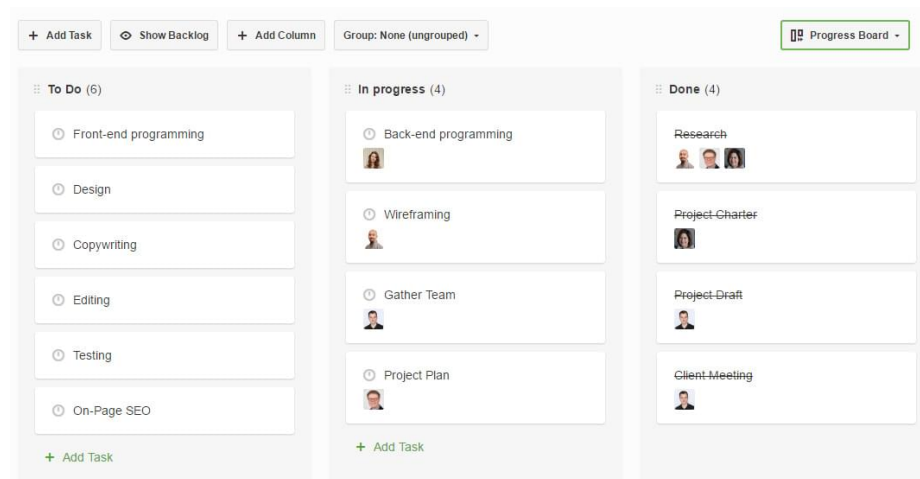 + Add Task
Show Backlog
+ Add Column
Group: None (ungrouped)
Progress Board
To Do (6)
Front-end programming
Design
Copywriting
Editing
Testing
On-Page SEO
+ Add Task
In progress (4)
Back-end programming
Wireframing
Gather Team
Project Plan
+ Add Task
Done (4)
Research
Project Charter
Project Draft
Client Meeting